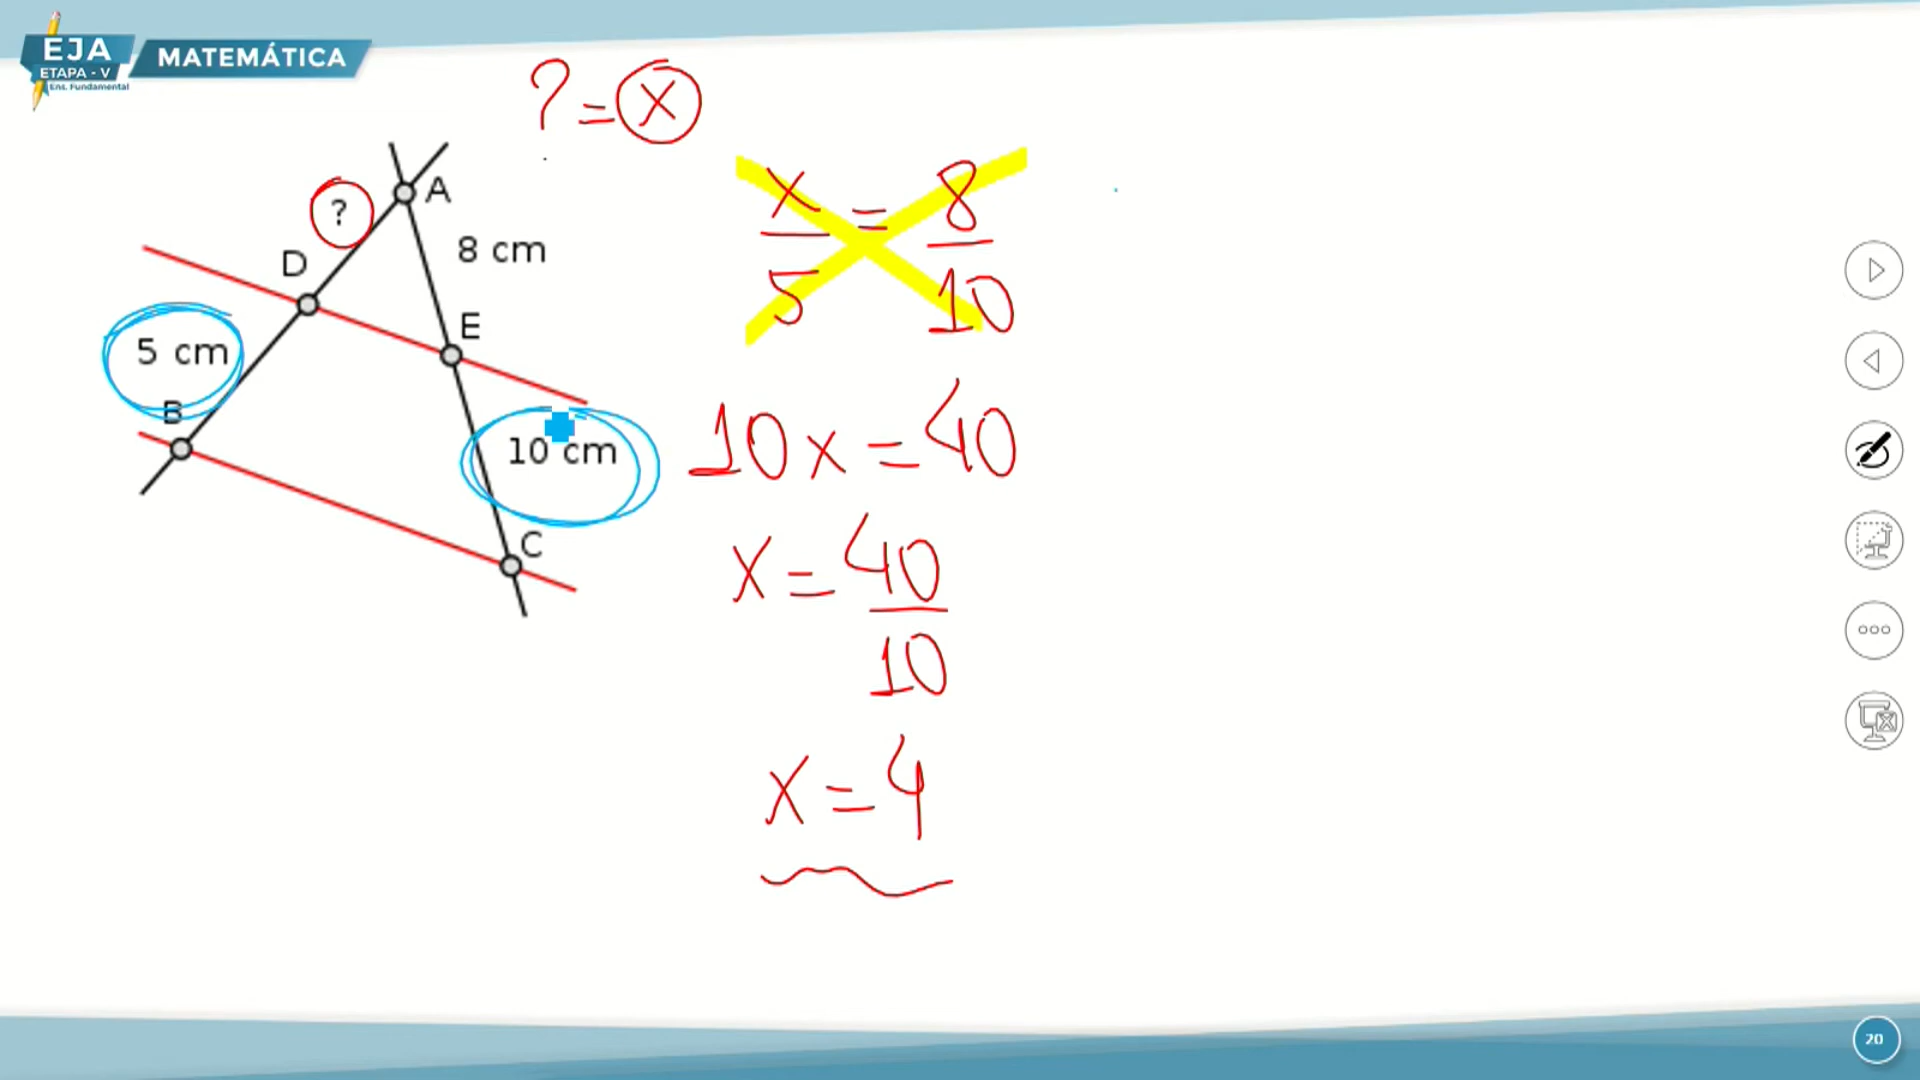 EJA
ETAPA - V
Ens. Fundamental
MATEMÁTICA
? = x
A
?
8 cm
D
E
5 cm
B
10 cm
C
x/5 = 8/10
10x = 40
x = 40/10
x = 4
20